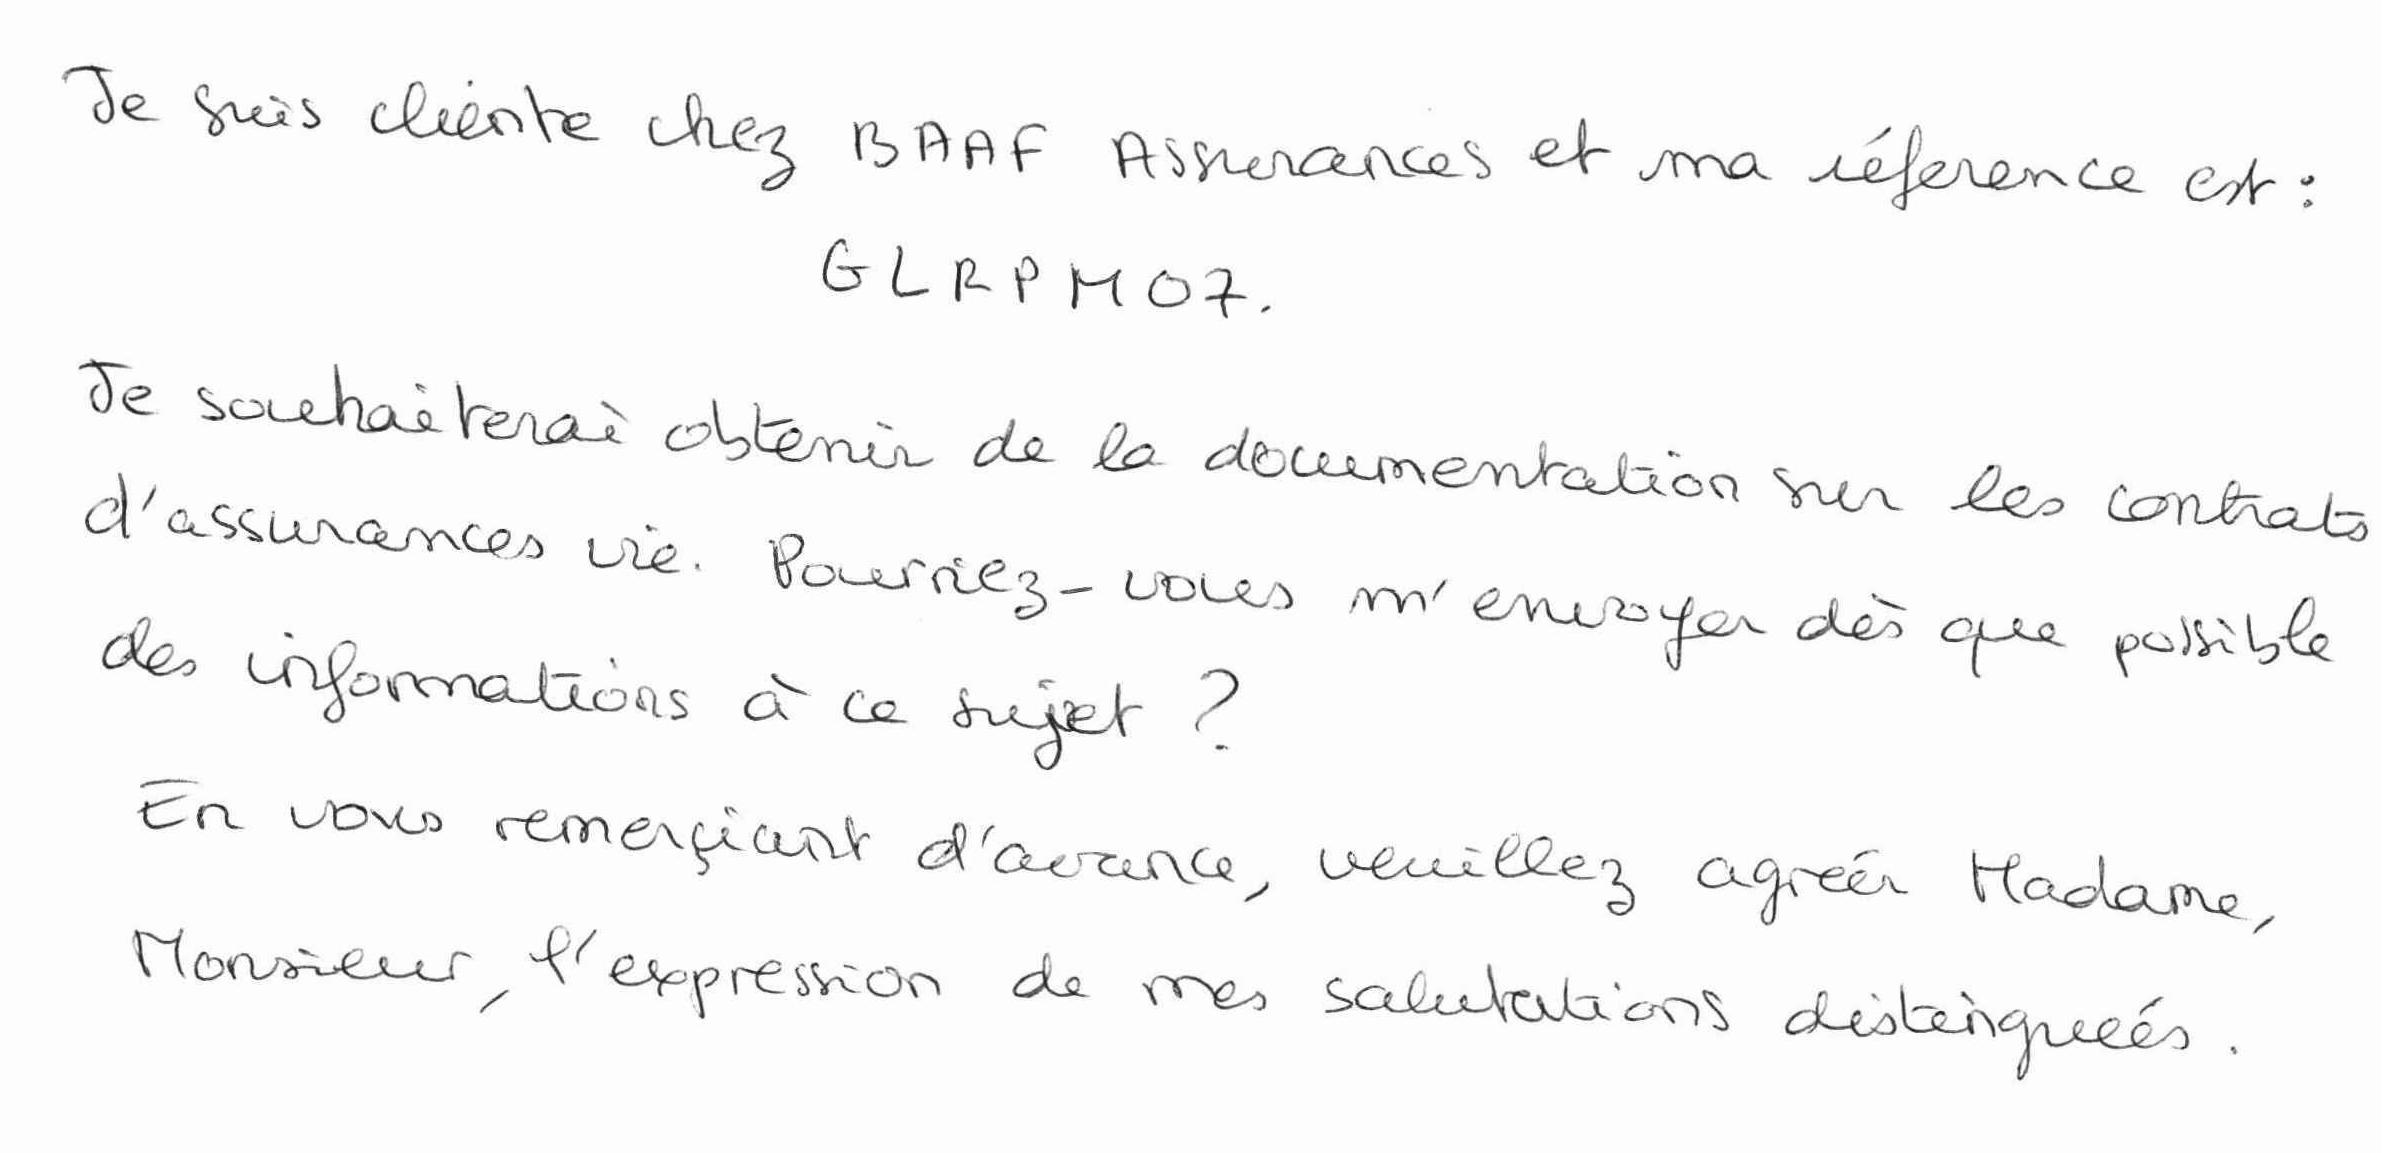 Je suis cliente chez BAAF Assurances et ma réference est :
GLRPM07.
Je souhaiterai obtenir de la documentation sur les contrats
d'assurances vie. Pourriez-vous m'envoyer dès que possible
des informations à ce sujet ?
En vous remerçiant d'avance, veuillez agréer Madame,
Monsieur, l'expression de mes salutations distinguées.